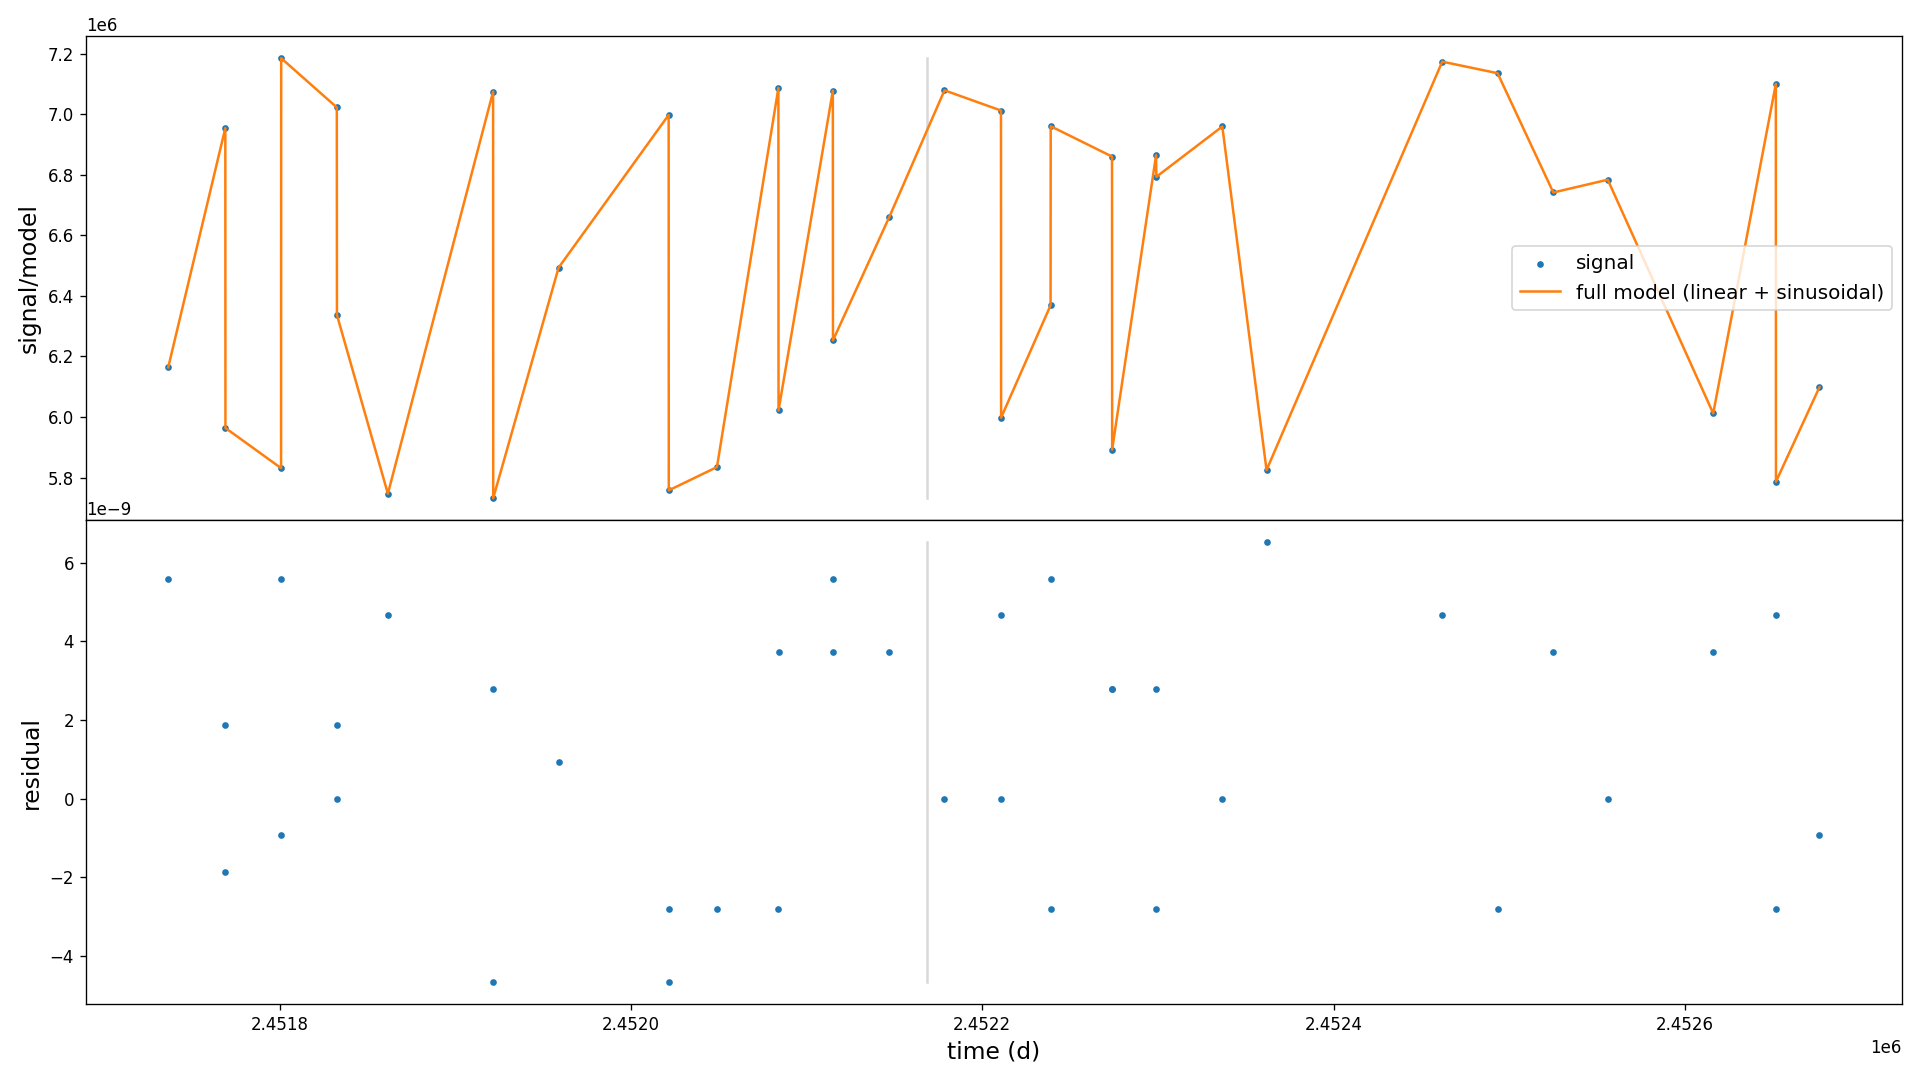 1e6
7.2
7.0
6.8
6.6
6.4
6.2
6.0
5.8
signal/model
signal
full model (linear + sinusoidal)
1e−9
6
4
2
0
−2
−4
residual
2.4518 2.4520 2.4522 2.4524 2.4526
1e6
time (d)